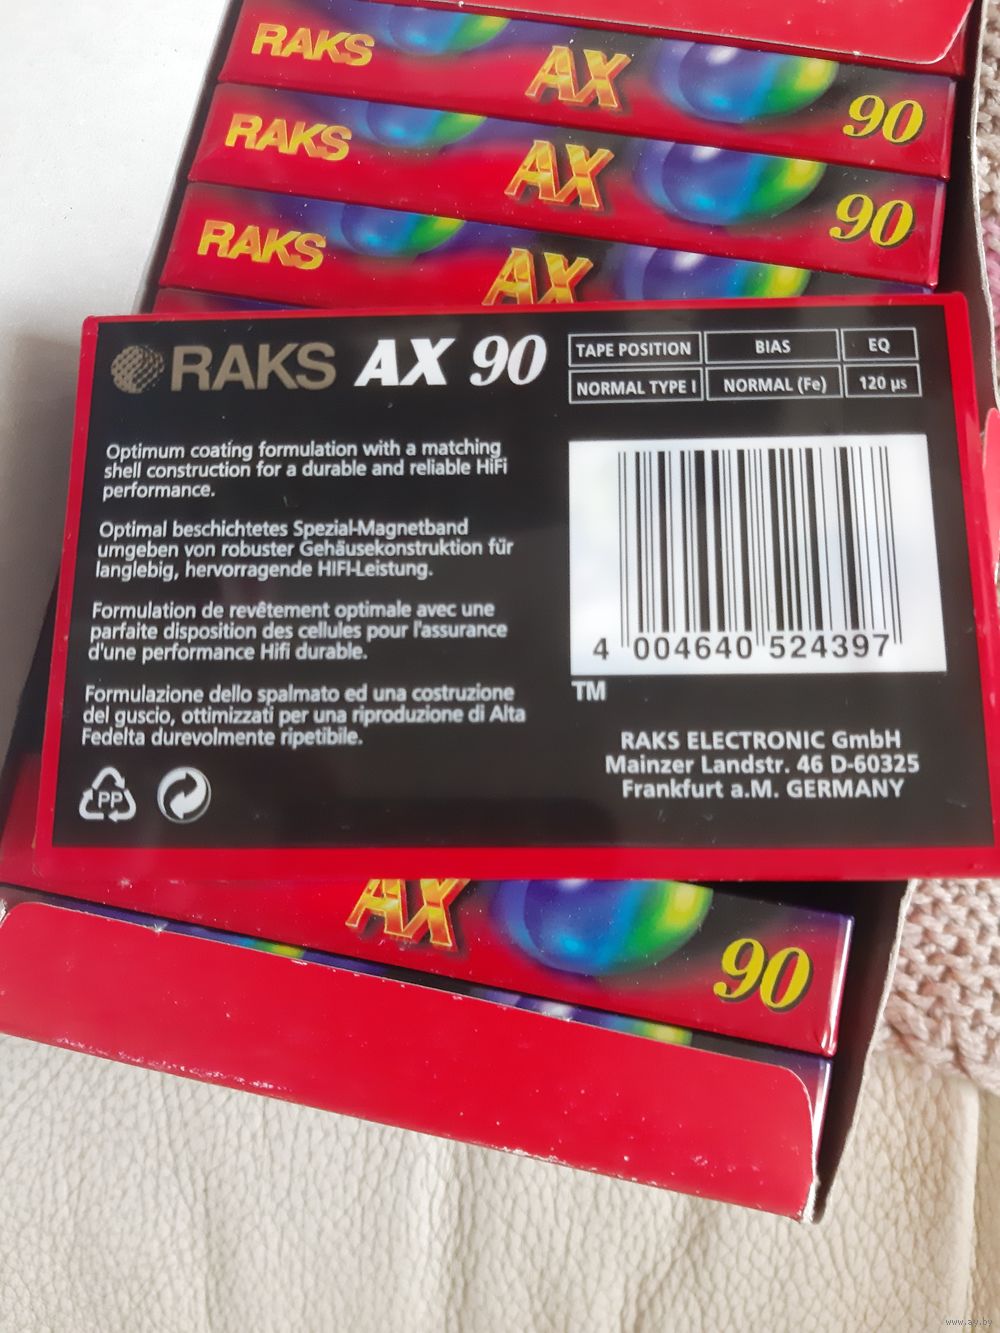 RAKS AX 90
RAKS AX 90
RAKS AX
RAKS AX 90
TAPE POSITION BIAS EQ
NORMAL TYPE I NORMAL (Fe) 120 µs
Optimum coating formulation with a matching
shell construction for a durable and reliable HiFi
performance.
Optimal beschichtetes Spezial-Magnetband
umgeben von robuster Gehäusekonstruktion für
langlebig, hervorragende HIFI-Leistung.
Formulation de revêtement optimale avec une
parfaite disposition des cellules pour l'assurance
d'une performance Hifi durable.
Formulazione dello spalmato ed una costruzione
del guscio, ottimizzati per una riproduzione di Alta
Fedelta durevolmente ripetibile.
PP
4 004640 524397
TM
RAKS ELECTRONIC GmbH
Mainzer Landstr. 46 D-60325
Frankfurt a.M. GERMANY
AX 90
www.ay.by